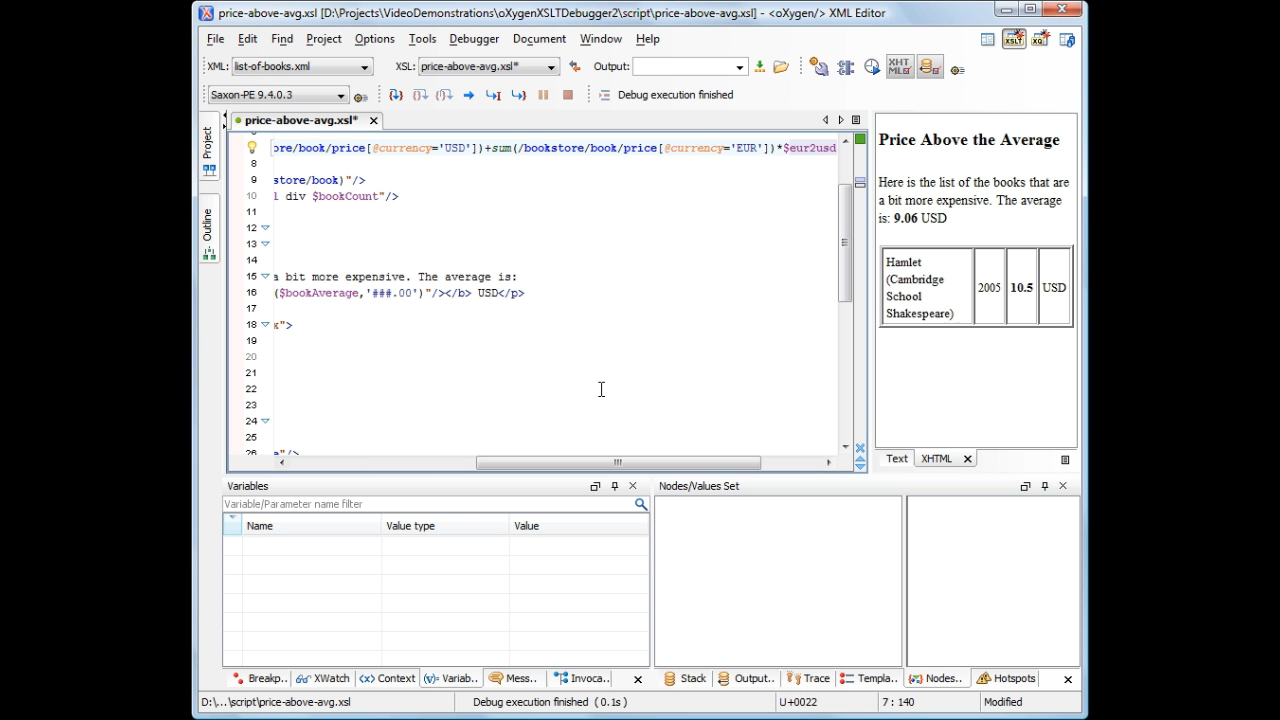 price-above-avg.xsl [D:\Projects\VideoDemonstrations\oXygenXSLTDebugger2\script\price-above-avg.xsl] - <oXygen/> XML Editor
File Edit Find Project Options Tools Debugger Document Window Help
XML: list-of-books.xml XSL: price-above-avg.xsl* Output:
Saxon-PE 9.4.0.3 Debug execution finished
price-above-avg.xsl*
Project
Outline
ore/book/price[@currency='USD'])+sum(/bookstore/book/price[@currency='EUR'])*$eur2usd
8
9 store/book)"/>
10 l div $bookCount"/>
11
12
13
14
15 a bit more expensive. The average is:
16 ($bookAverage,'###.00')"/></b> USD</p>
17
18 k">
19
20
21
22
23
24
25
26 e"/>
Price Above the Average
Here is the list of the books that are
a bit more expensive. The average
is: 9.06 USD
Hamlet
(Cambridge
School
Shakespeare)
2005 10.5 USD
Text XHTML
Variables
Variable/Parameter name filter
Name Value type Value
Nodes/Values Set
Breakp.. XWatch Context Variab.. Mess.. Invoca..
Stack Output.. Trace Templa.. Nodes.. Hotspots
D:\...\script\price-above-avg.xsl Debug execution finished ( 0.1s ) U+0022 7 : 140 Modified